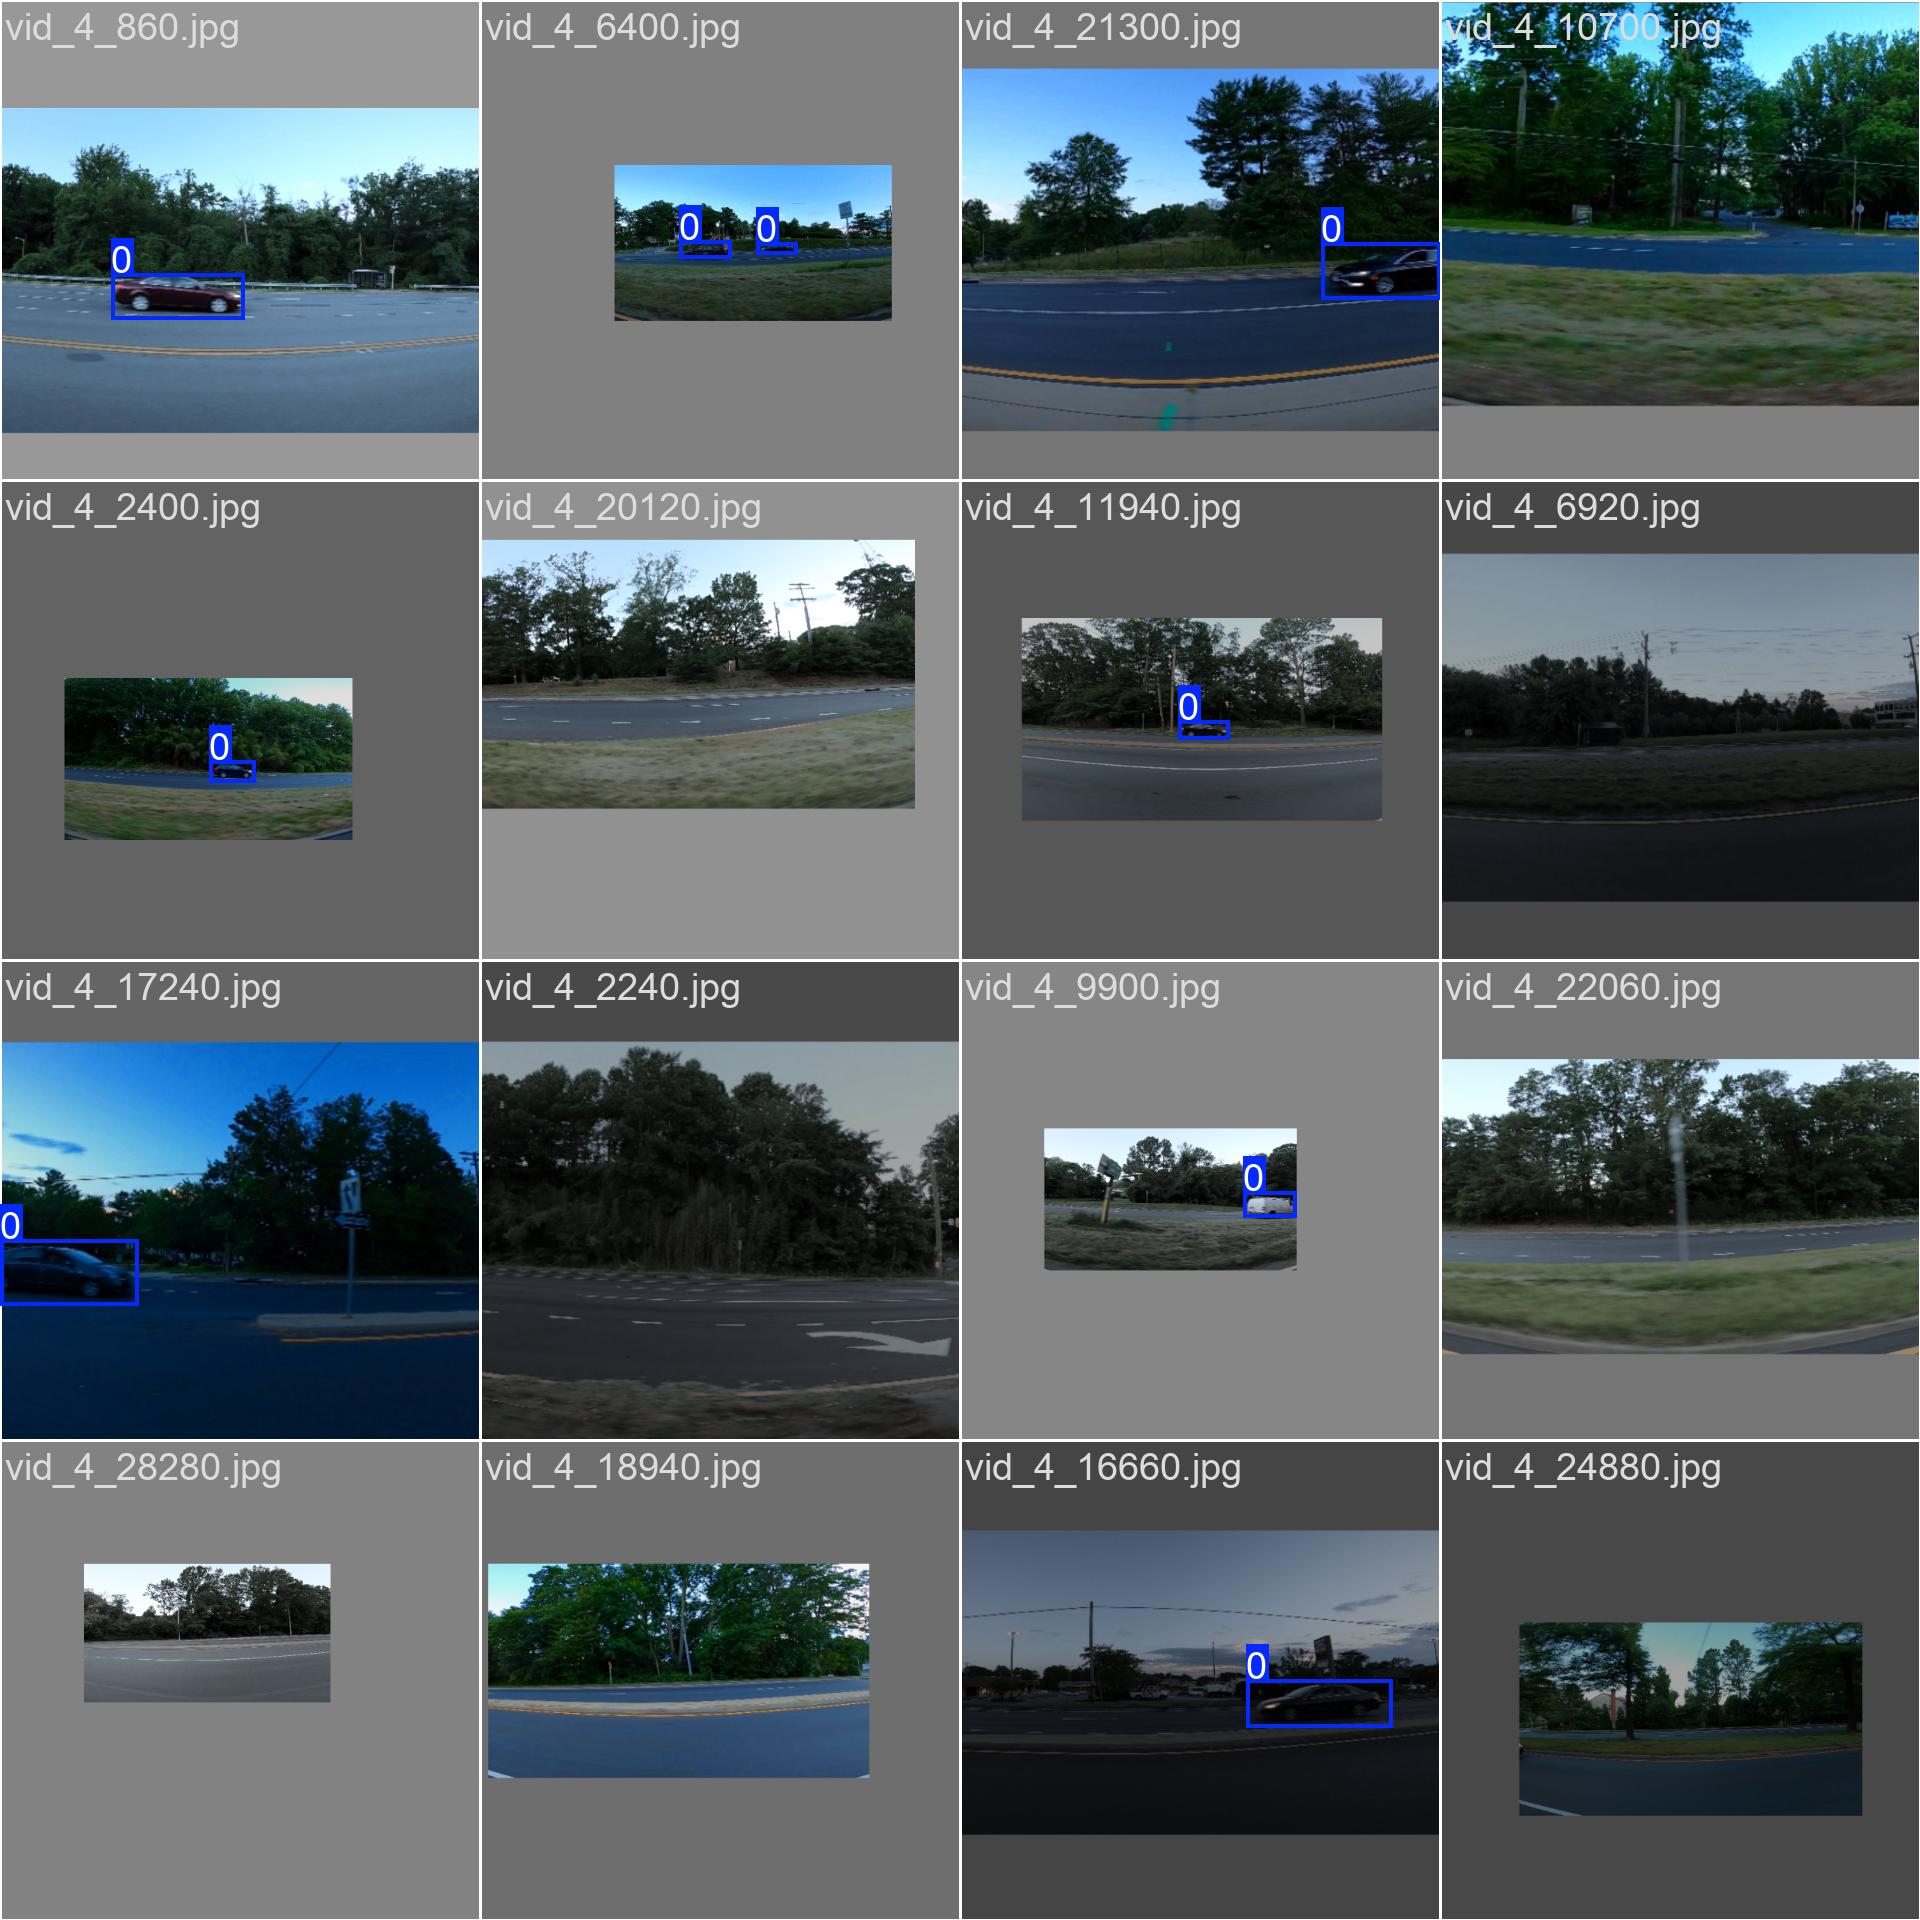 vid_4_860.jpg
vid_4_6400.jpg
vid_4_21300.jpg
vid_4_10700.jpg
0
0
0
0
vid_4_2400.jpg
vid_4_20120.jpg
vid_4_11940.jpg
vid_4_6920.jpg
0
0
vid_4_17240.jpg
vid_4_2240.jpg
vid_4_9900.jpg
vid_4_22060.jpg
0
0
vid_4_28280.jpg
vid_4_18940.jpg
vid_4_16660.jpg
vid_4_24880.jpg
0